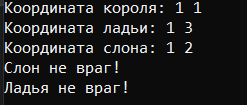 Координата короля: 1 1
Координата ладьи: 1 3
Координата слона: 1 2
Слон не враг!
Ладья не враг!